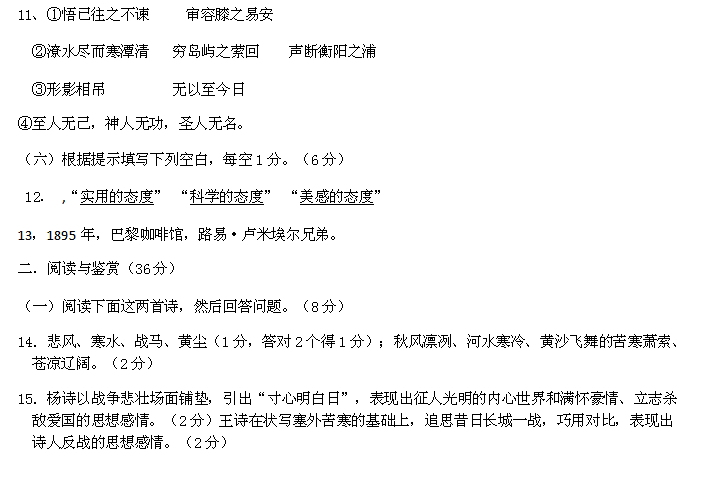 11、①悟已往之不谏 审容膝之易安
②潦水尽而寒潭清 穷岛屿之萦回 声断衡阳之浦
③形影相吊 无以至今日
④至人无己，神人无功，圣人无名。
（六）根据提示填写下列空白，每空1分。（6分）
12． ,“实用的态度” “科学的态度” “美感的态度”
13，1895年，巴黎咖啡馆，路易·卢米埃尔兄弟。
二．阅读与鉴赏（36分）
（一）阅读下面这两首诗，然后回答问题。（8分）
14．悲风、寒水、战马、黄尘（1分，答对2个得1分）；秋风凛冽、河水寒冷、黄沙飞舞的苦寒萧索、
苍凉辽阔。（2分）
15．杨诗以战争悲壮场面铺垫，引出“寸心明白日”，表现出征人光明的内心世界和满怀豪情、立志杀
敌爱国的思想感情。（2分）王诗在状写塞外苦寒的基础上，追思昔日长城一战，巧用对比，表现出
诗人反战的思想感情。（2分）